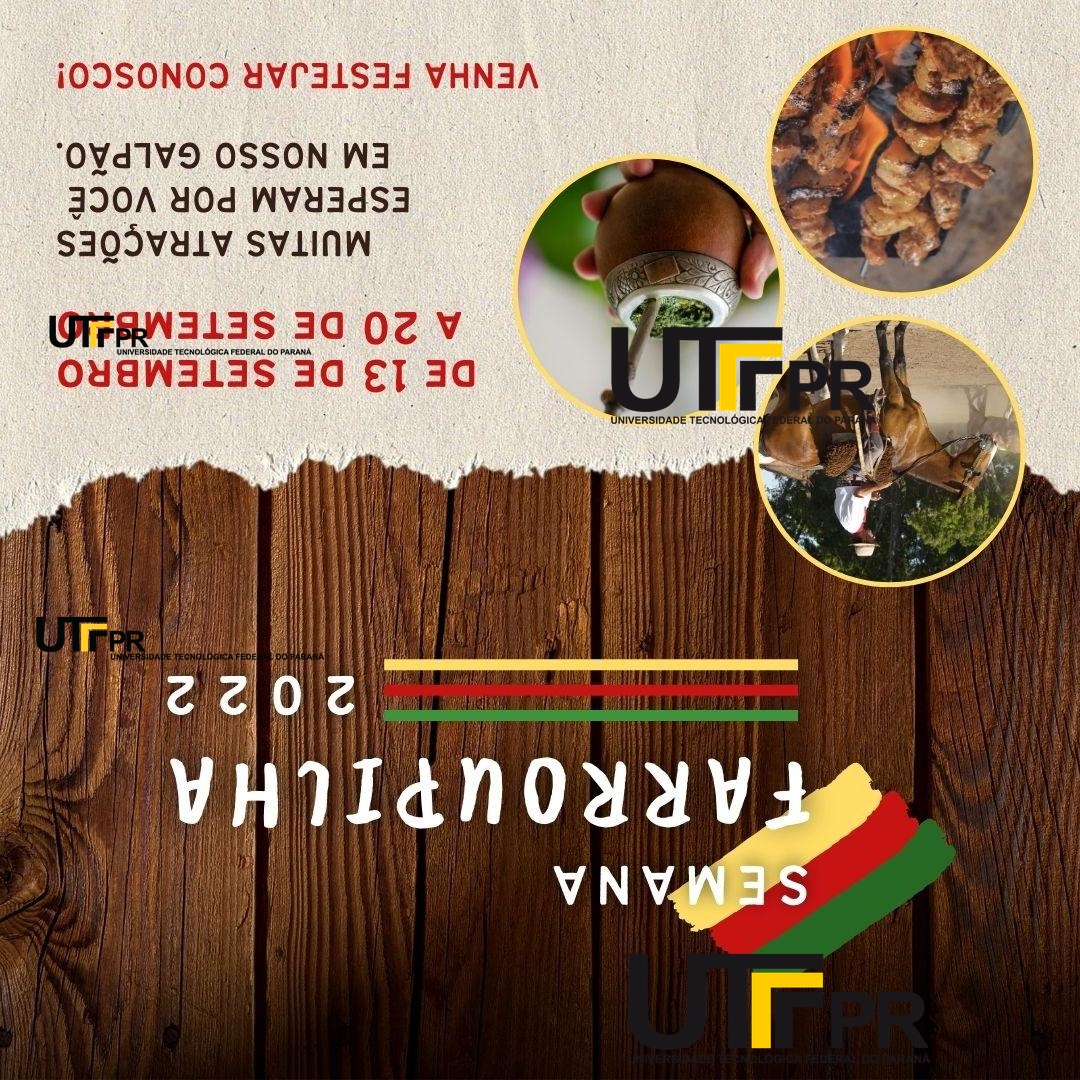 SEMANA
FARROUPILHA
2022
DE 13 DE SETEMBRO
A 20 DE SETEMBRO
MUITAS ATRAÇÕES
ESPERAM POR VOCÊ
EM NOSSO GALPÃO.
VENHA FESTEJAR CONOSCO!
UTFPR
UNIVERSIDADE TECNOLÓGICA FEDERAL DO PARANÁ
UTFPR
UNIVERSIDADE TECNOLÓGICA FEDERAL DO PARANÁ
UTFPR
UNIVERSIDADE TECNOLÓGICA FEDERAL DO PARANÁ
UTFPR
UNIVERSIDADE TECNOLÓGICA FEDERAL DO PARANÁ